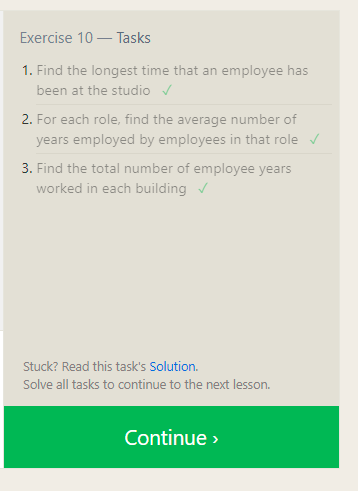 Exercise 10 — Tasks
1. Find the longest time that an employee has
been at the studio ✓
2. For each role, find the average number of
years employed by employees in that role ✓
3. Find the total number of employee years
worked in each building ✓
Stuck? Read this task's Solution.
Solve all tasks to continue to the next lesson.
Continue ›